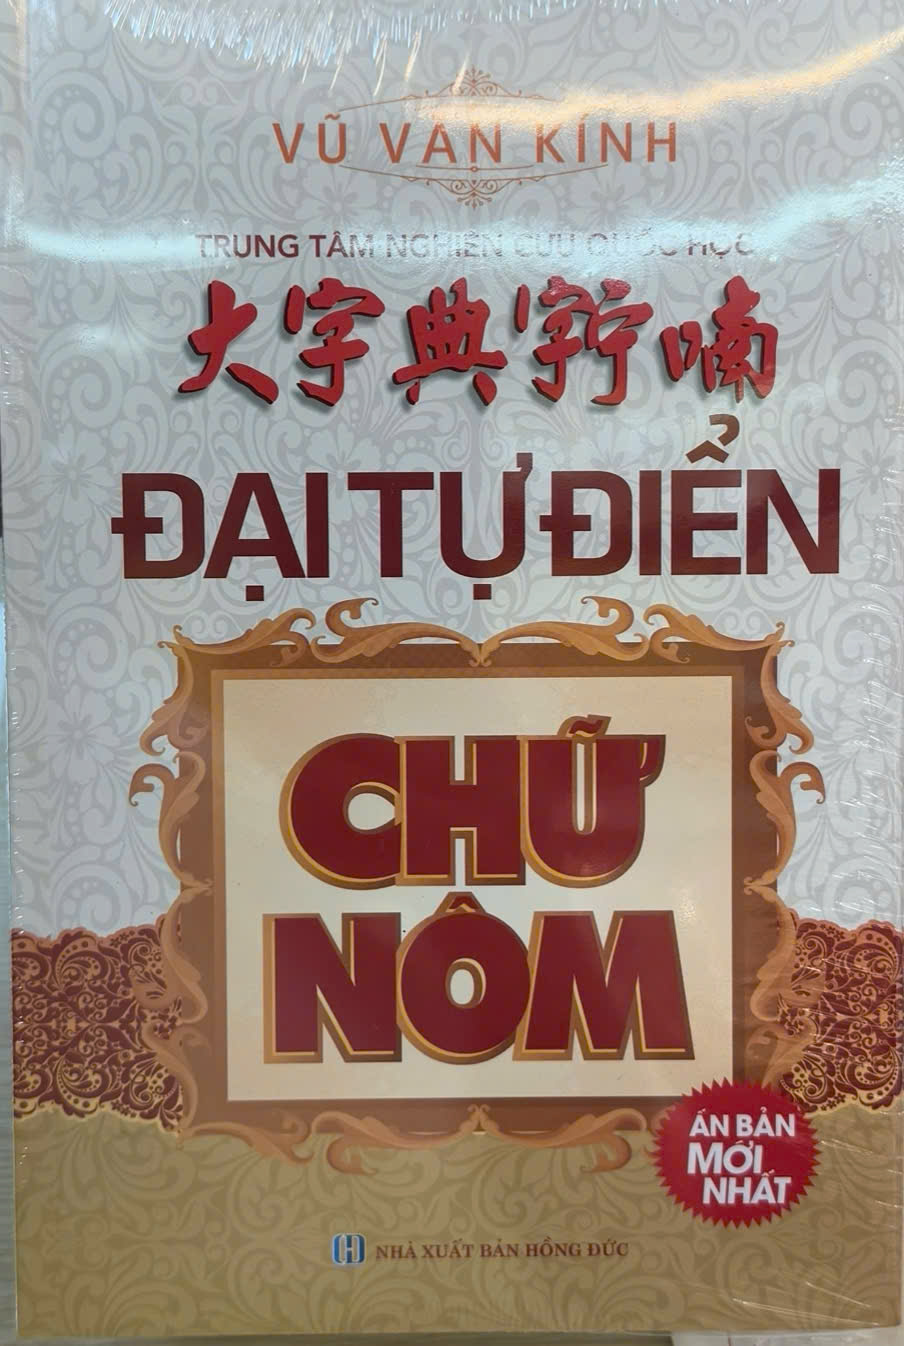 VŨ VĂN KÍNH
TRUNG TÂM NGHIÊN CỨU QUỐC HỌC
大字典𡨸喃
ĐẠI TỰ ĐIỂN
CHỮ
NÔM
ẤN BẢN
MỚI
NHẤT
NHÀ XUẤT BẢN HỒNG ĐỨC